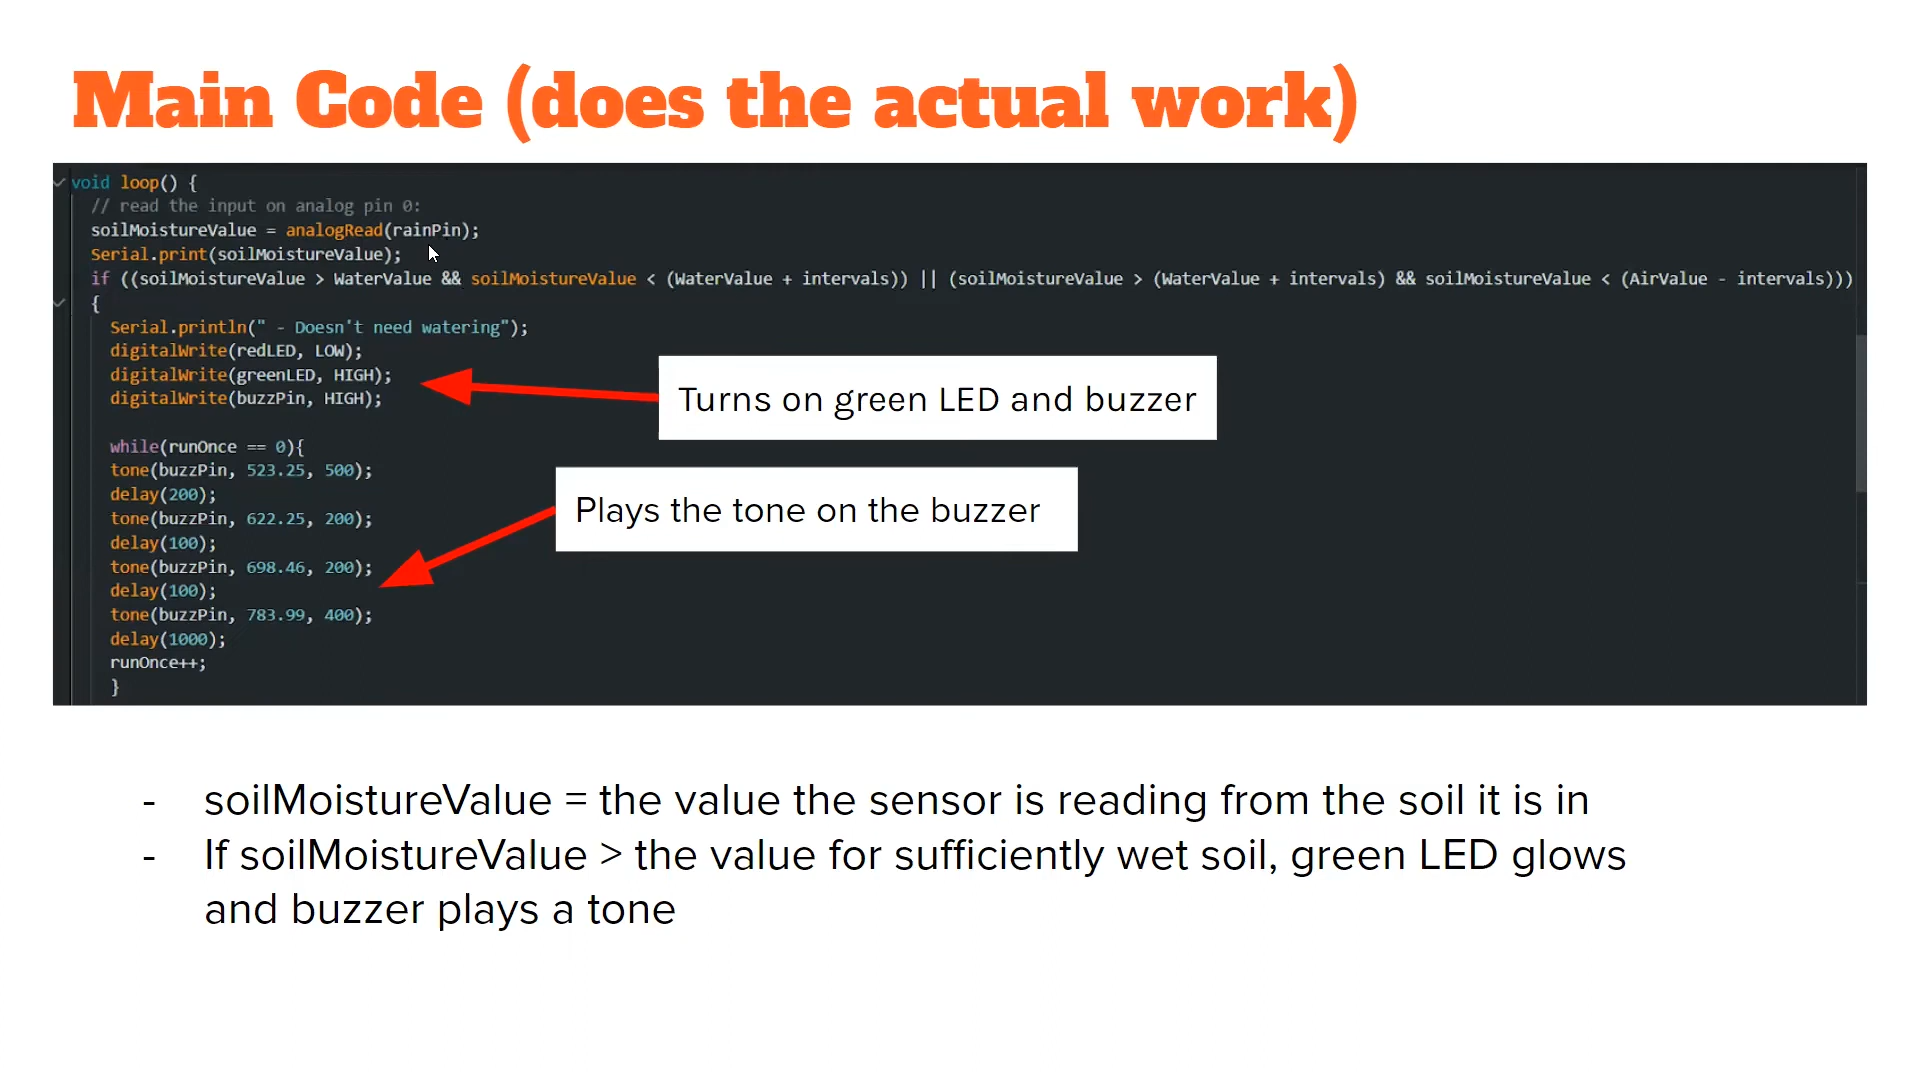 Main Code (does the actual work)
void loop() {
// read the input on analog pin 0:
soilMoistureValue = analogRead(rainPin);
Serial.print(soilMoistureValue);
if ((soilMoistureValue > WaterValue && soilMoistureValue < (WaterValue + intervals)) || (soilMoistureValue > (WaterValue + intervals) && soilMoistureValue < (AirValue - intervals)))
{
Serial.println(" - Doesn't need watering");
digitalWrite(redLED, LOW);
digitalWrite(greenLED, HIGH);
digitalWrite(buzzPin, HIGH);
Turns on green LED and buzzer
while(runOnce == 0){
tone(buzzPin, 523.25, 500);
delay(200);
tone(buzzPin, 622.25, 200);
delay(100);
tone(buzzPin, 698.46, 200);
delay(100);
tone(buzzPin, 783.99, 400);
delay(1000);
runOnce++;
}
Plays the tone on the buzzer
- soilMoistureValue = the value the sensor is reading from the soil it is in
- If soilMoistureValue > the value for sufficiently wet soil, green LED glows
and buzzer plays a tone